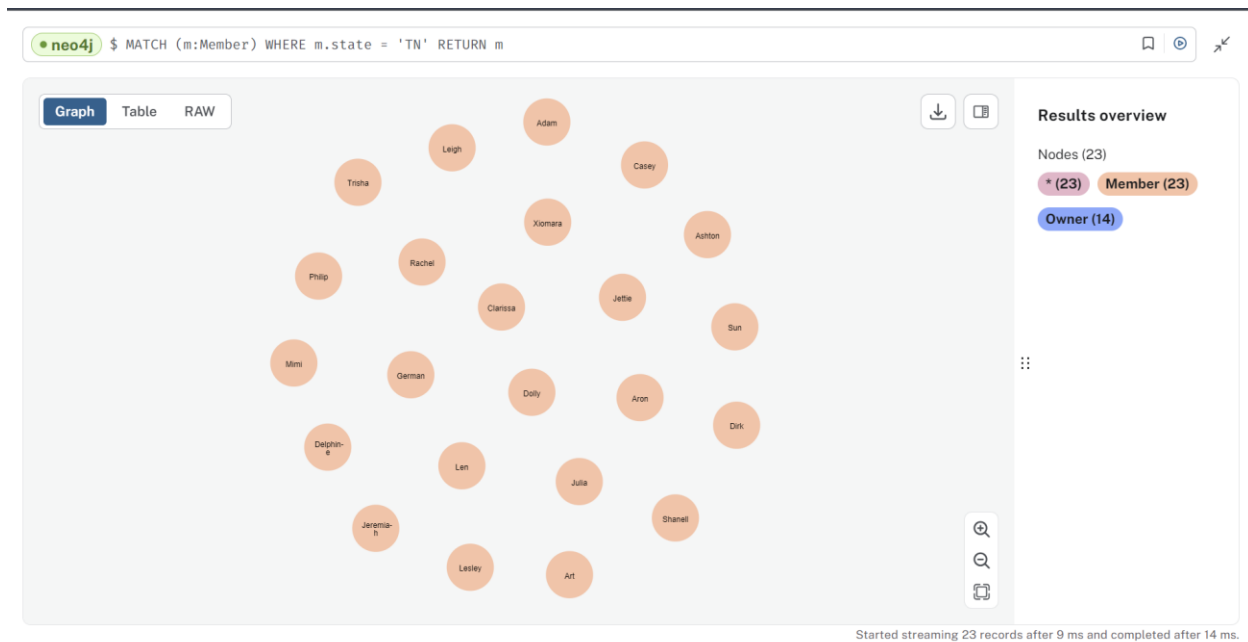 neo4j $ MATCH (m:Member) WHERE m.state = 'TN' RETURN m
Graph Table RAW
Results overview
Nodes (23)
* (23) Member (23)
Owner (14)
Adam
Leigh
Casey
Trisha
Xiomara
Ashton
Rachel
Philip
Jettie
Clarissa
Sun
Mimi
German
Dolly
Aron
Dirk
Delphin-
e
Len
Julia
Shanell
Jeremia-
h
Lesley
Art
Started streaming 23 records after 9 ms and completed after 14 ms.